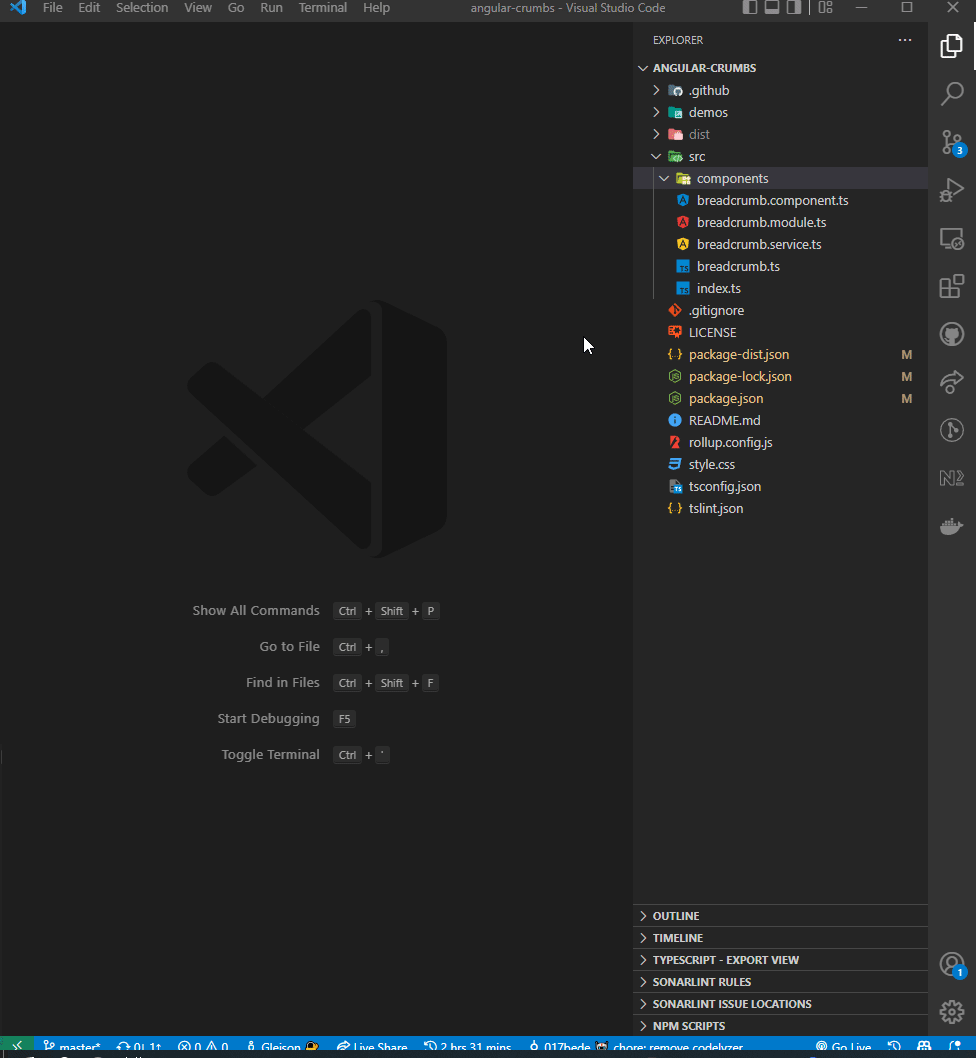 File Edit Selection View Go Run Terminal Help angular-crumbs - Visual Studio Code
EXPLORER ...
ANGULAR-CRUMBS
.github
demos
dist
src
components
breadcrumb.component.ts
breadcrumb.module.ts
breadcrumb.service.ts
breadcrumb.ts
index.ts
.gitignore
LICENSE
package-dist.json M
package-lock.json M
package.json M
README.md
rollup.config.js
style.css
tsconfig.json
tslint.json
3
Show All Commands Ctrl + Shift + P
Go to File Ctrl + ,
Find in Files Ctrl + Shift + F
Start Debugging F5
Toggle Terminal Ctrl + `
OUTLINE
TIMELINE
TYPESCRIPT - EXPORT VIEW
SONARLINT RULES
SONARLINT ISSUE LOCATIONS
NPM SCRIPTS
1
master* 0↓ 1↑ 0 0 Gleison Live Share 2 hrs 31 mins 017bede chore: remove codelyzer Go Live